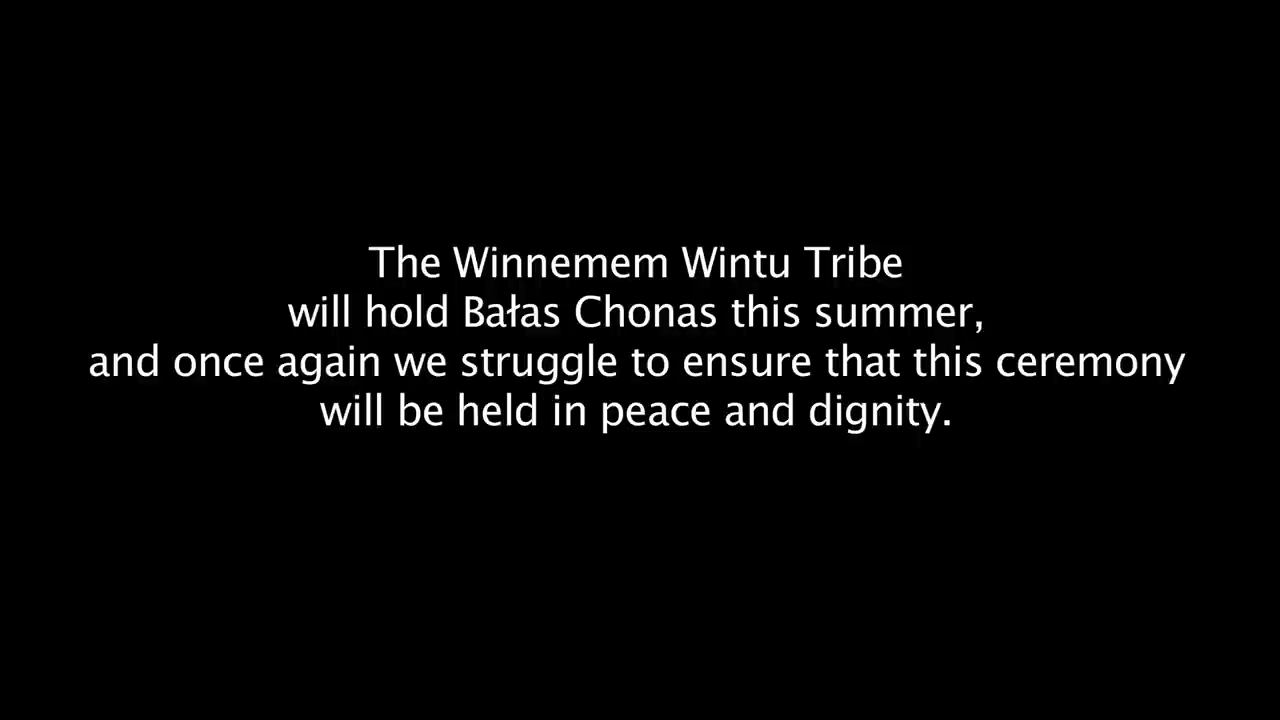 The Winnemem Wintu Tribe
will hold Bałas Chonas this summer,
and once again we struggle to ensure that this ceremony
will be held in peace and dignity.